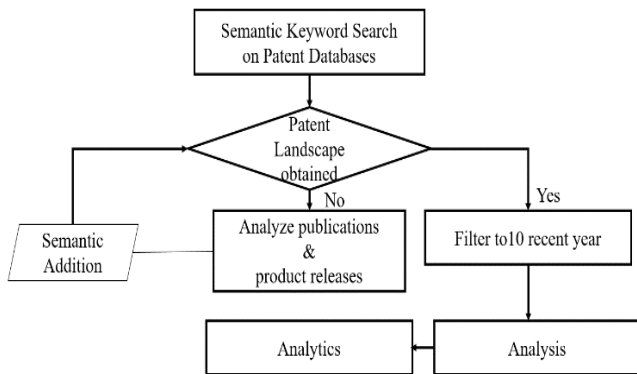 Semantic Keyword Search
on Patent Databases
Patent
Landscape
obtained
No
Yes
Semantic
Addition
Analyze publications
&
product releases
Filter to10 recent year
Analytics
Analysis